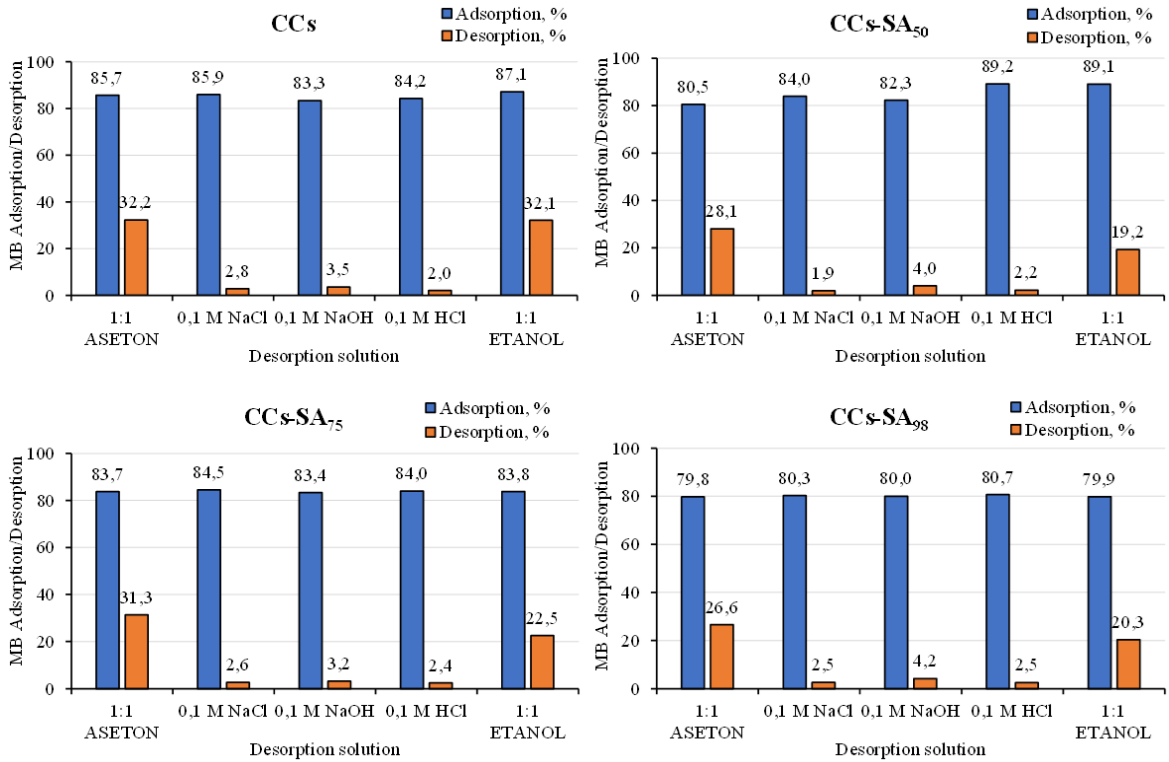 CCs
Adsorption, %
Desorption, %
MB Adsorption/Desorption
100
80
60
40
20
0
85,7
85,9
83,3
84,2
87,1
32,2
2,8
3,5
2,0
32,1
1:1 ASETON
0,1 M NaCl
0,1 M NaOH
0,1 M HCl
1:1 ETANOL
Desorption solution
CCs-SA50
Adsorption, %
Desorption, %
MB Adsorption/Desorption
100
80
60
40
20
0
80,5
84,0
82,3
89,2
89,1
28,1
1,9
4,0
2,2
19,2
1:1 ASETON
0,1 M NaCl
0,1 M NaOH
0,1 M HCl
1:1 ETANOL
Desorption solution
CCs-SA75
Adsorption, %
Desorption, %
MB Adsorption/Desorption
100
80
60
40
20
0
83,7
84,5
83,4
84,0
83,8
31,3
2,6
3,2
2,4
22,5
1:1 ASETON
0,1 M NaCl
0,1 M NaOH
0,1 M HCl
1:1 ETANOL
Desorption solution
CCs-SA98
Adsorption, %
Desorption, %
MB Adsorption/Desorption
100
80
60
40
20
0
79,8
80,3
80,0
80,7
79,9
26,6
2,5
4,2
2,5
20,3
1:1 ASETON
0,1 M NaCl
0,1 M NaOH
0,1 M HCl
1:1 ETANOL
Desorption solution